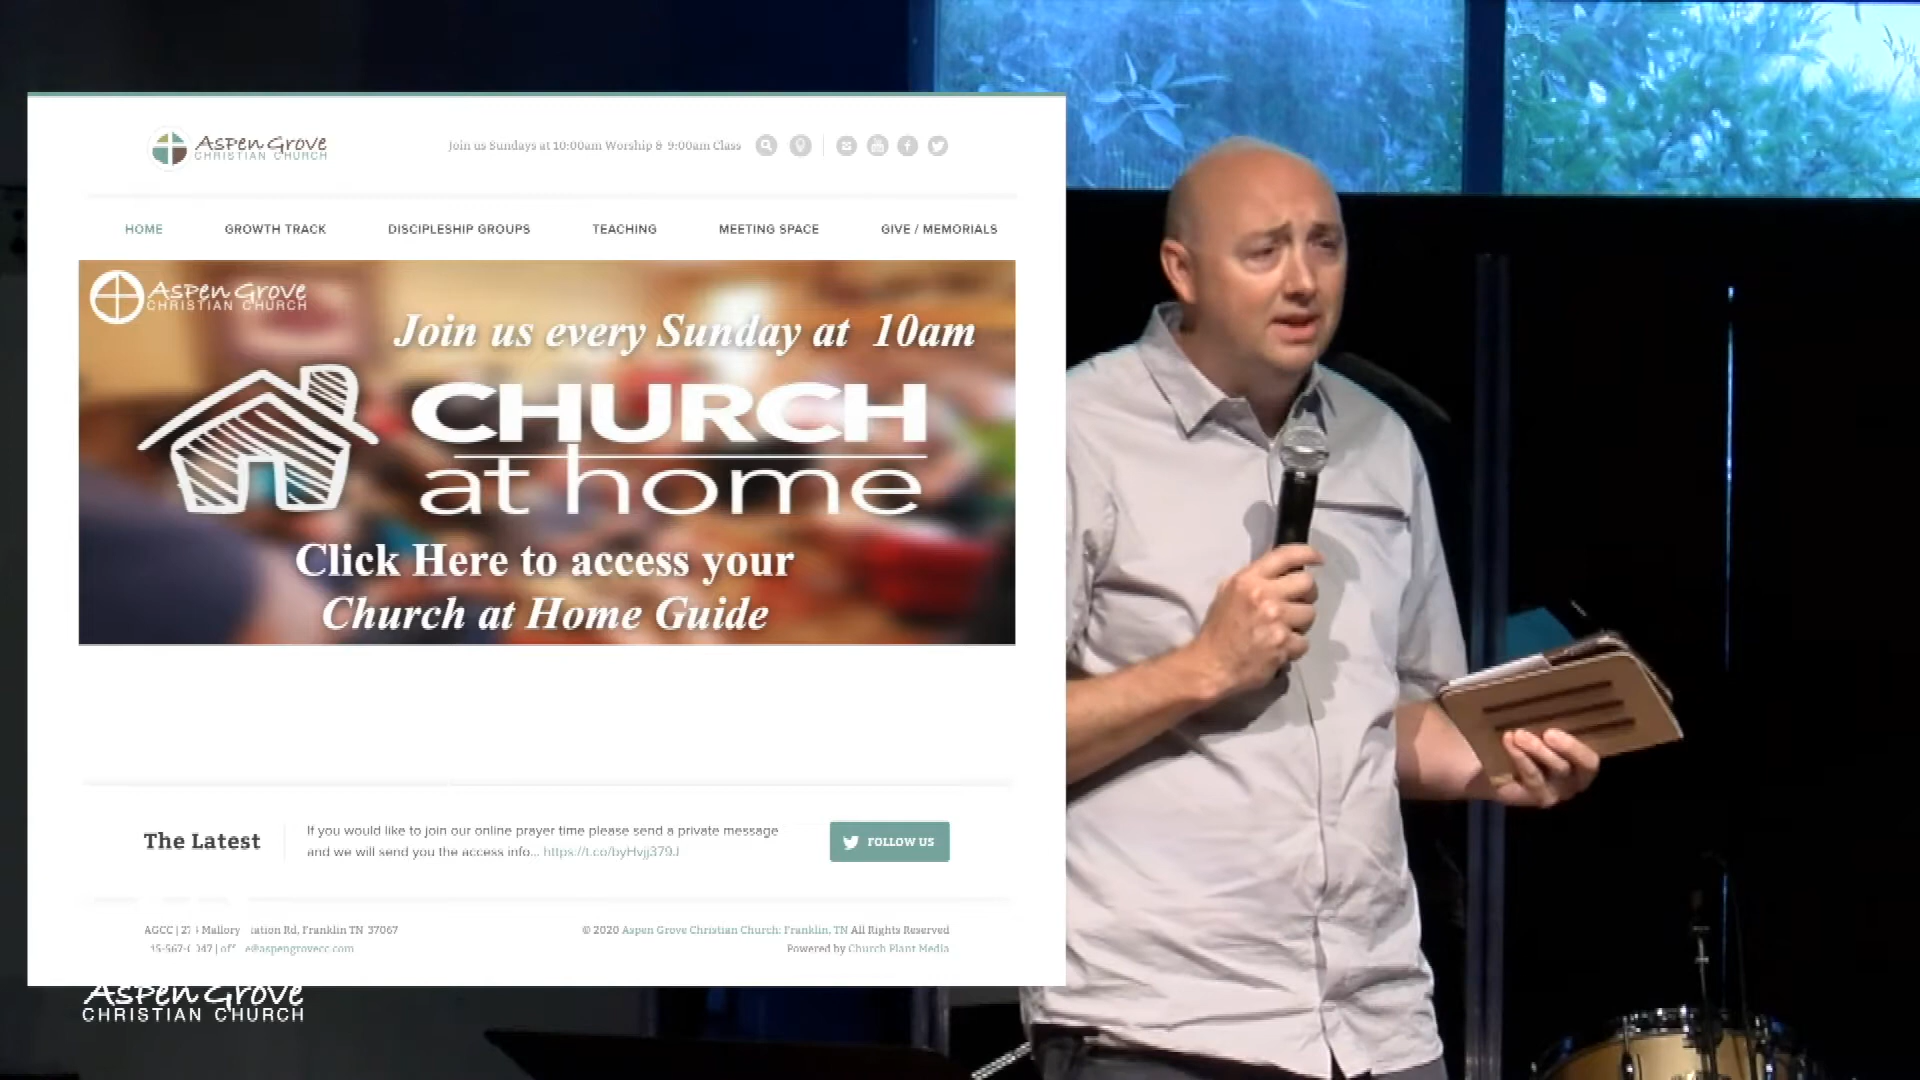 Aspen Grove
CHRISTIAN CHURCH
Join us Sundays at 10:00am Worship & 9:00am Class
HOME GROWTH TRACK DISCIPLESHIP GROUPS TEACHING MEETING SPACE GIVE / MEMORIALS
Aspen Grove
CHRISTIAN CHURCH
Join us every Sunday at 10am
CHURCH
at home
Click Here to access your
Church at Home Guide
The Latest
If you would like to join our online prayer time please send a private message
and we will send you the access info... https://t.co/byHvjj379J
FOLLOW US
AGCC | Mallory Rd, Franklin TN 37067
© 2020 Aspen Grove Christian Church: Franklin, TN All Rights Reserved
e@aspengrovecc.com
Powered by Church Plant Media
Aspen Grove
CHRISTIAN CHURCH